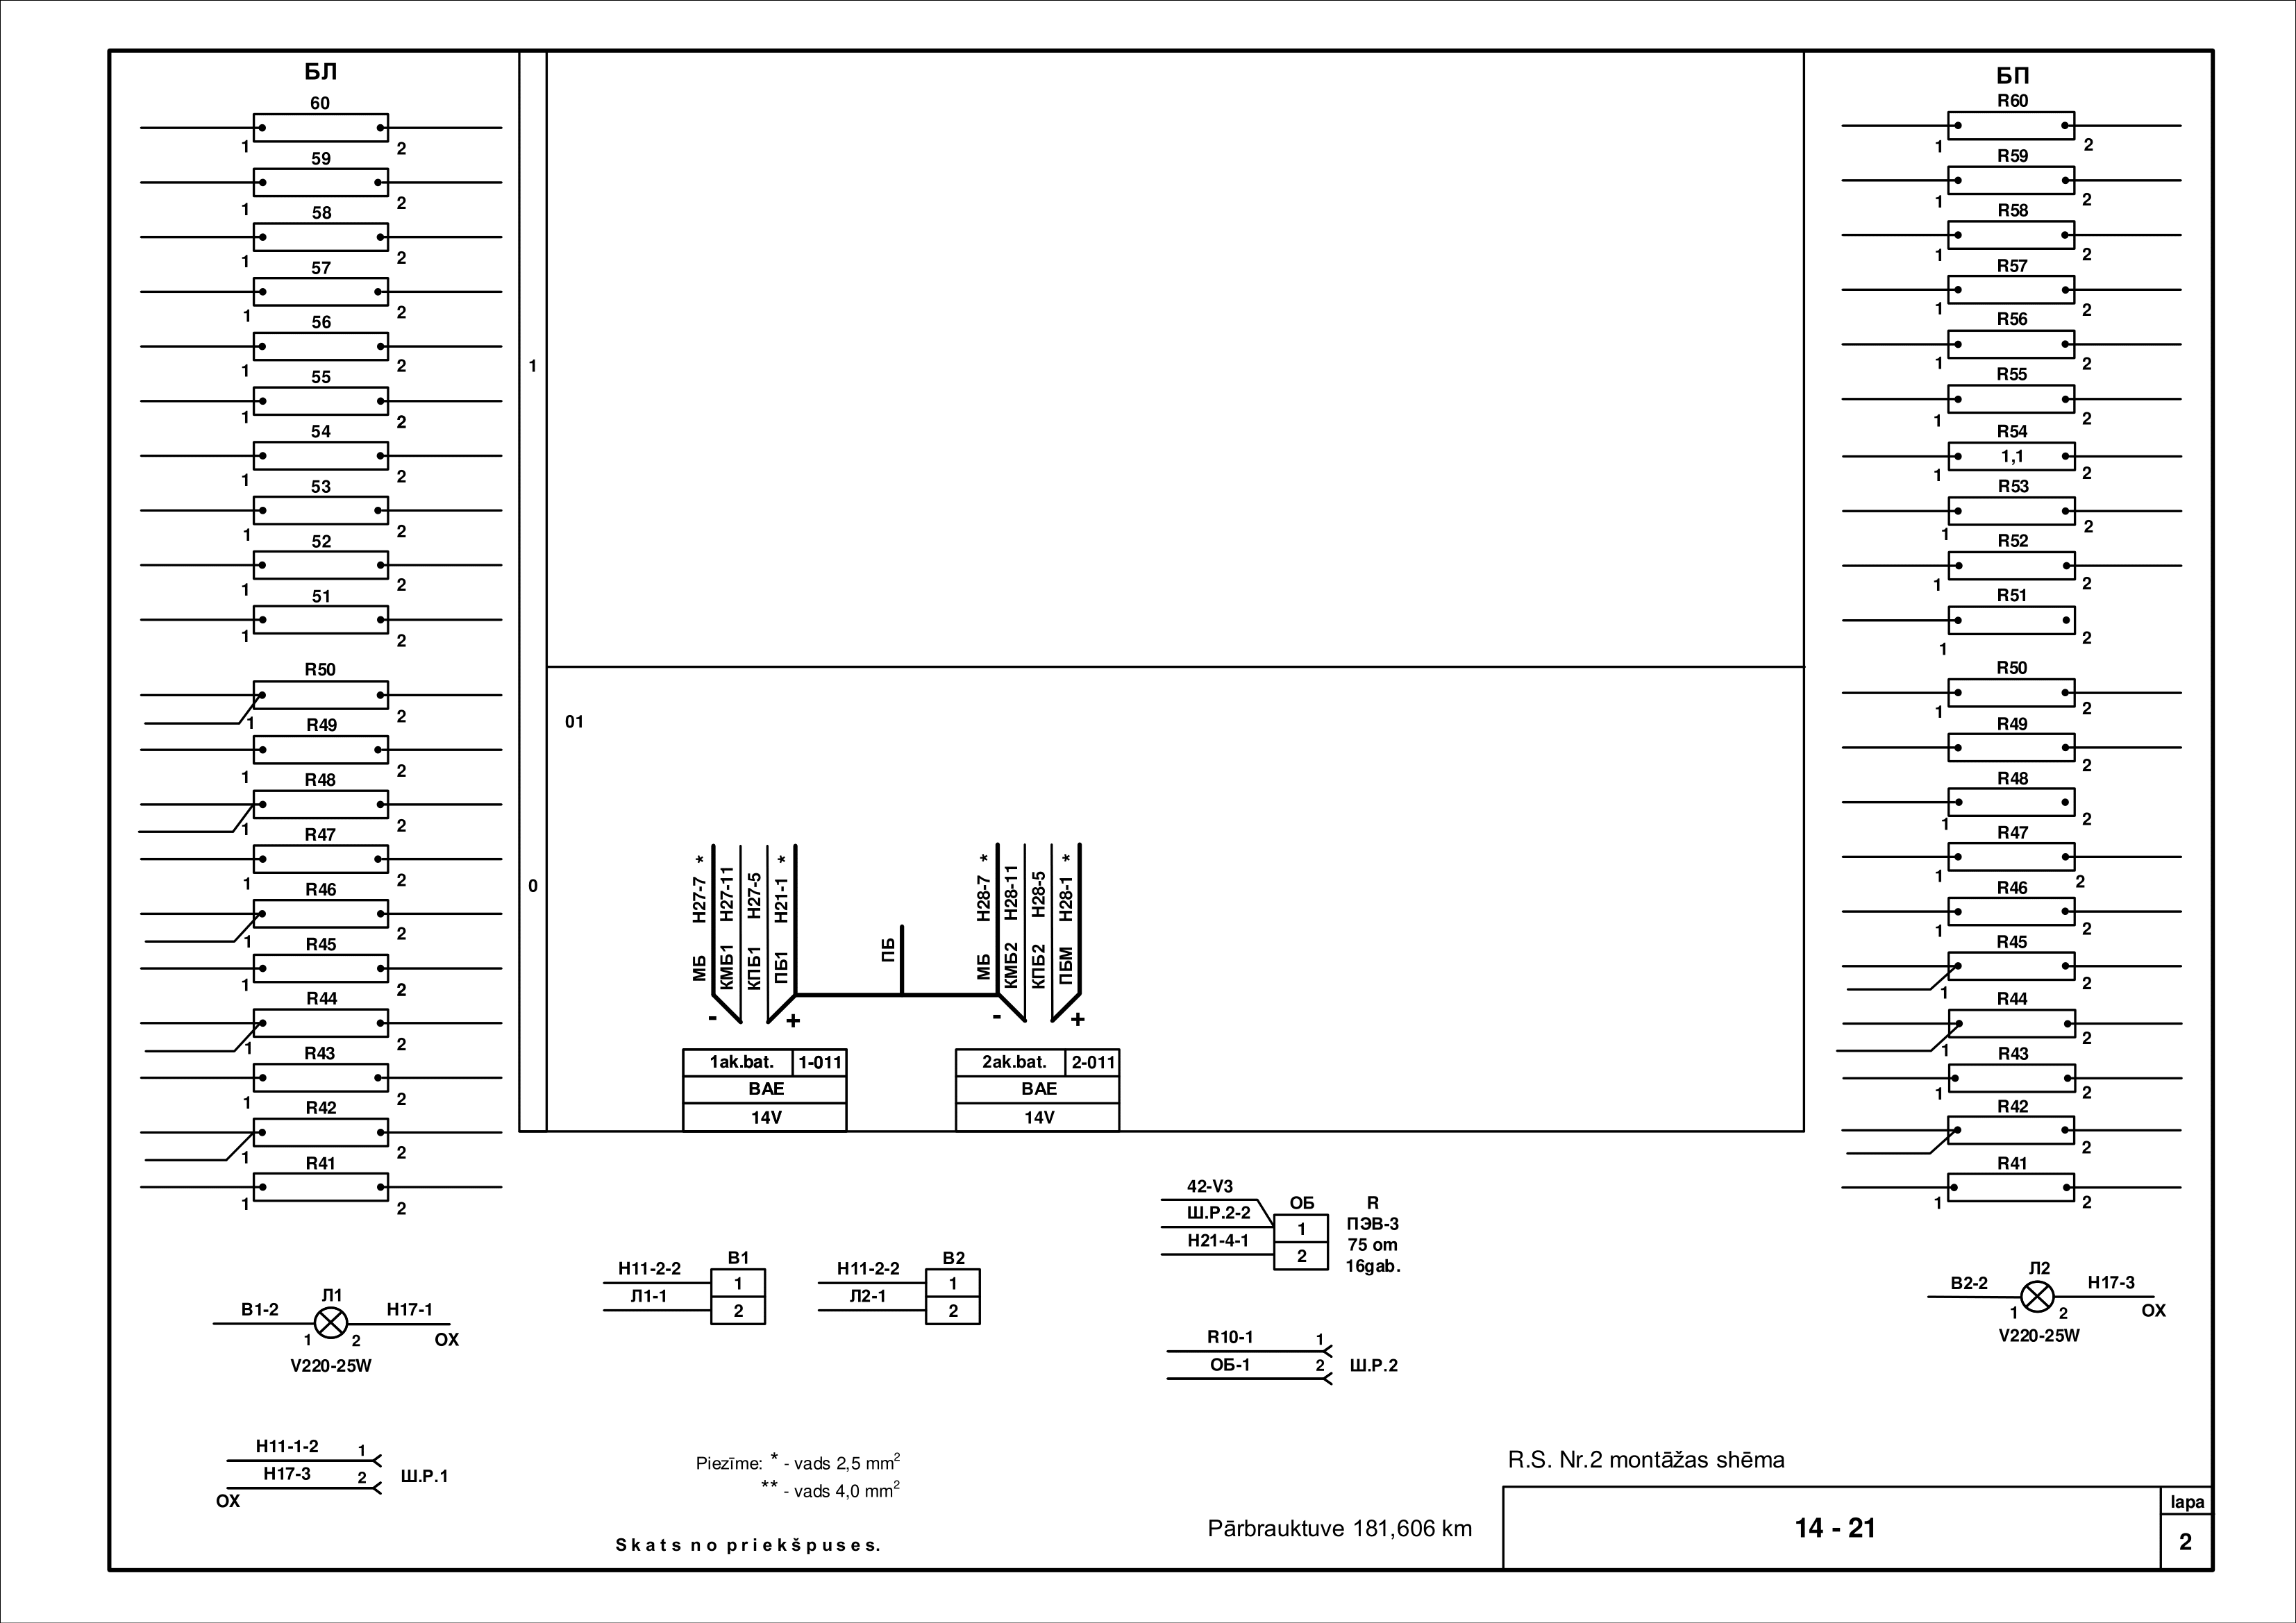 БЛ
60
1 2
59
1 2
58
1 2
57
1 2
56
1 2
55
1 2
54
1 2
53
1 2
52
1 2
51
1 2
R50
1 2
R49
1 2
R48
1 2
R47
1 2
R46
1 2
R45
1 2
R44
1 2
R43
1 2
R42
1 2
R41
1 2
1
0
01
МБ Н27-7 *
КМБ1 Н27-11
КПБ1 Н27-5
ПБ1 Н21-1 *
- +
ПБ
МБ Н28-7 *
КМБ2 Н28-11
КПБ2 Н28-5
ПБМ Н28-1 *
- +
1ak.bat. 1-011
BAE
14V
2ak.bat. 2-011
BAE
14V
БП
R60
1 2
R59
1 2
R58
1 2
R57
1 2
R56
1 2
R55
1 2
R54
1,1
1 2
R53
1 2
R52
1 2
R51
1 2
R50
1 2
R49
2
R48
1 2
R47
1 2
R46
1 2
R45
1 2
R44
1 2
R43
1 2
R42
2
R41
1 2
Л1
В1-2 Н17-1
1 2 ОХ
V220-25W
В1
Н11-2-2 1
Л1-1 2
В2
Н11-2-2 1
Л2-1 2
42-V3 ОБ R
Ш.Р.2-2 1 ПЭВ-3
Н21-4-1 2 75 om
16gab.
R10-1 1
ОБ-1 2 Ш.Р.2
Л2
В2-2 Н17-3
1 2 ОХ
V220-25W
Н11-1-2 1
Н17-3 2 Ш.Р.1
ОХ
Piezīme: * - vads 2,5 mm²
** - vads 4,0 mm²
Skats no priekšpuses.
R.S. Nr.2 montāžas shēma
Pārbrauktuve 181,606 km
14 - 21
lapa
2